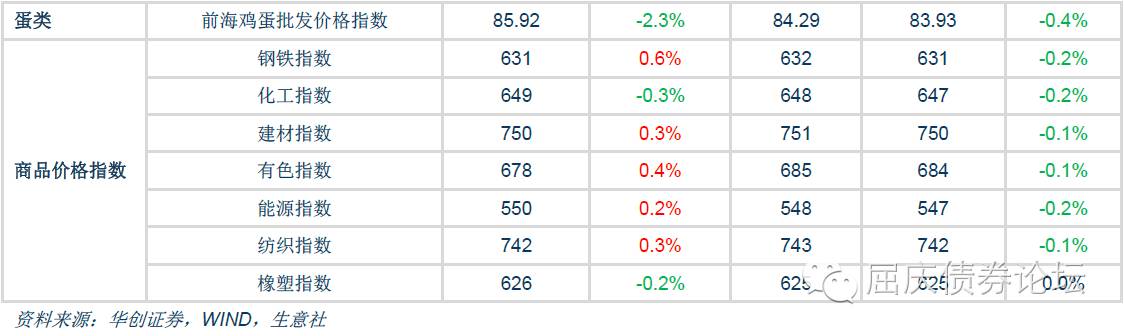 蛋类 前海鸡蛋批发价格指数 85.92 -2.3% 84.29 83.93 -0.4%
钢铁指数 631 0.6% 632 631 -0.2%
化工指数 649 -0.3% 648 647 -0.2%
建材指数 750 0.3% 751 750 -0.1%
商品价格指数 有色指数 678 0.4% 685 684 -0.1%
能源指数 550 0.2% 548 547 -0.2%
纺织指数 742 0.3% 743 742 -0.1%
橡塑指数 626 -0.2% 625 625 0.0%
屈庆债券论坛
资料来源：华创证券，WIND，生意社